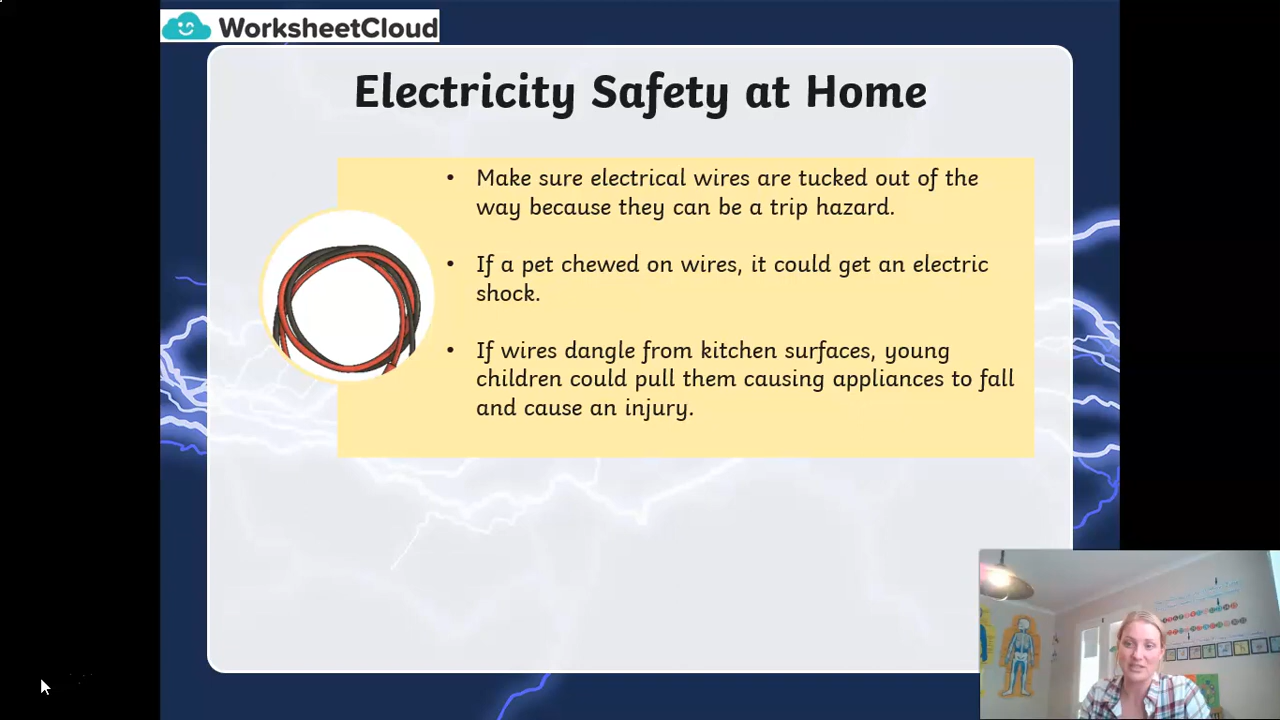 WorksheetCloud
Electricity Safety at Home
• Make sure electrical wires are tucked out of the
way because they can be a trip hazard.
• If a pet chewed on wires, it could get an electric
shock.
• If wires dangle from kitchen surfaces, young
children could pull them causing appliances to fall
and cause an injury.